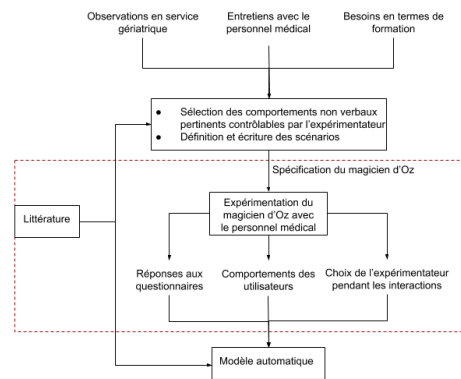 Observations en service
gériatrique
Entretiens avec le
personnel médical
Besoins en termes de
formation
● Sélection des comportements non verbaux
pertinents contrôlables par l'expérimentateur
● Définition et écriture des scénarios
Spécification du magicien d'Oz
Littérature
Expérimentation du
magicien d'Oz avec
le personnel médical
Réponses aux
questionnaires
Comportements des
utilisateurs
Choix de l'expérimentateur
pendant les interactions
Modèle automatique